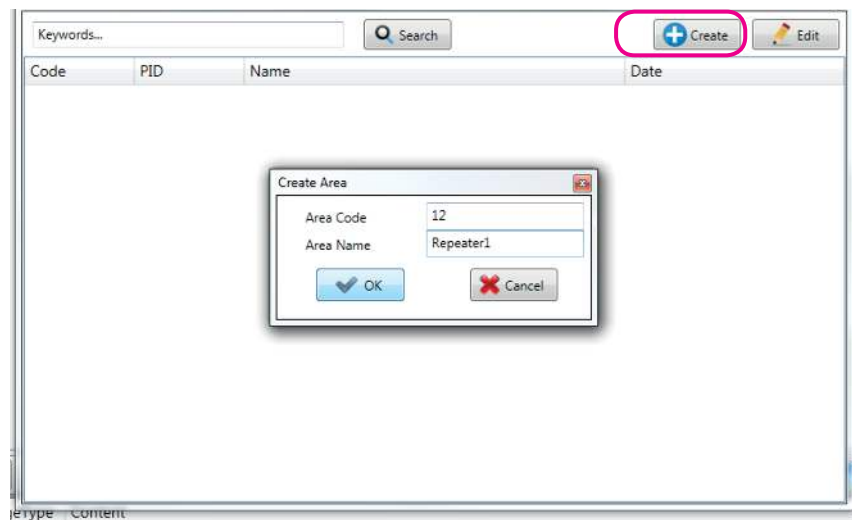 Keywords... Search Create Edit
Code PID Name Date
Create Area
Area Code 12
Area Name Repeater1
OK Cancel
Content